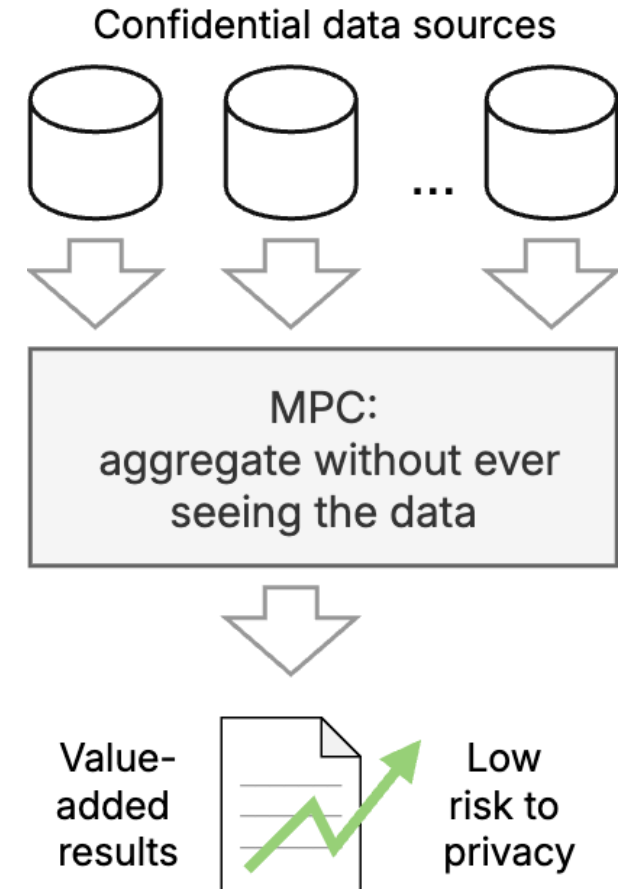 Confidential data sources
...
MPC:
aggregate without ever
seeing the data
Value-
added
results
Low
risk to
privacy